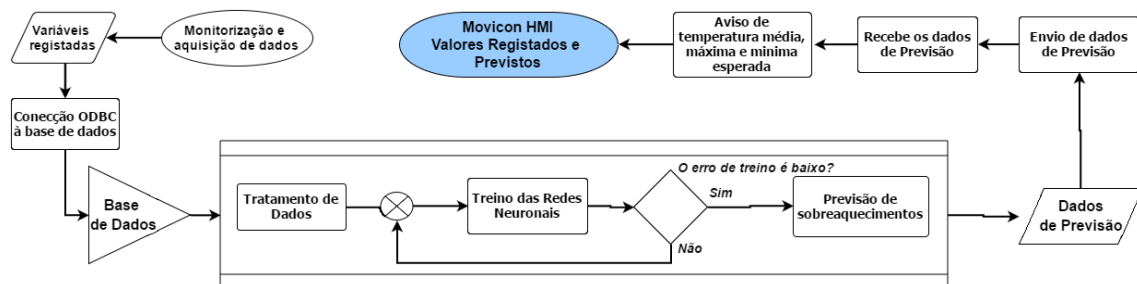 Variáveis
registadas
Monitorização e
aquisição de dados
Movicon HMI
Valores Registados e
Previstos
Aviso de
temperatura média,
máxima e minima
esperada
Recebe os dados
de Previsão
Envio de dados
de Previsão
Conecção ODBC
à base de dados
Base
de Dados
Tratamento de
Dados
Treino das Redes
Neuronais
O erro de treino é baixo?
Sim
Não
Previsão de
sobreaquecimentos
Dados
de Previsão